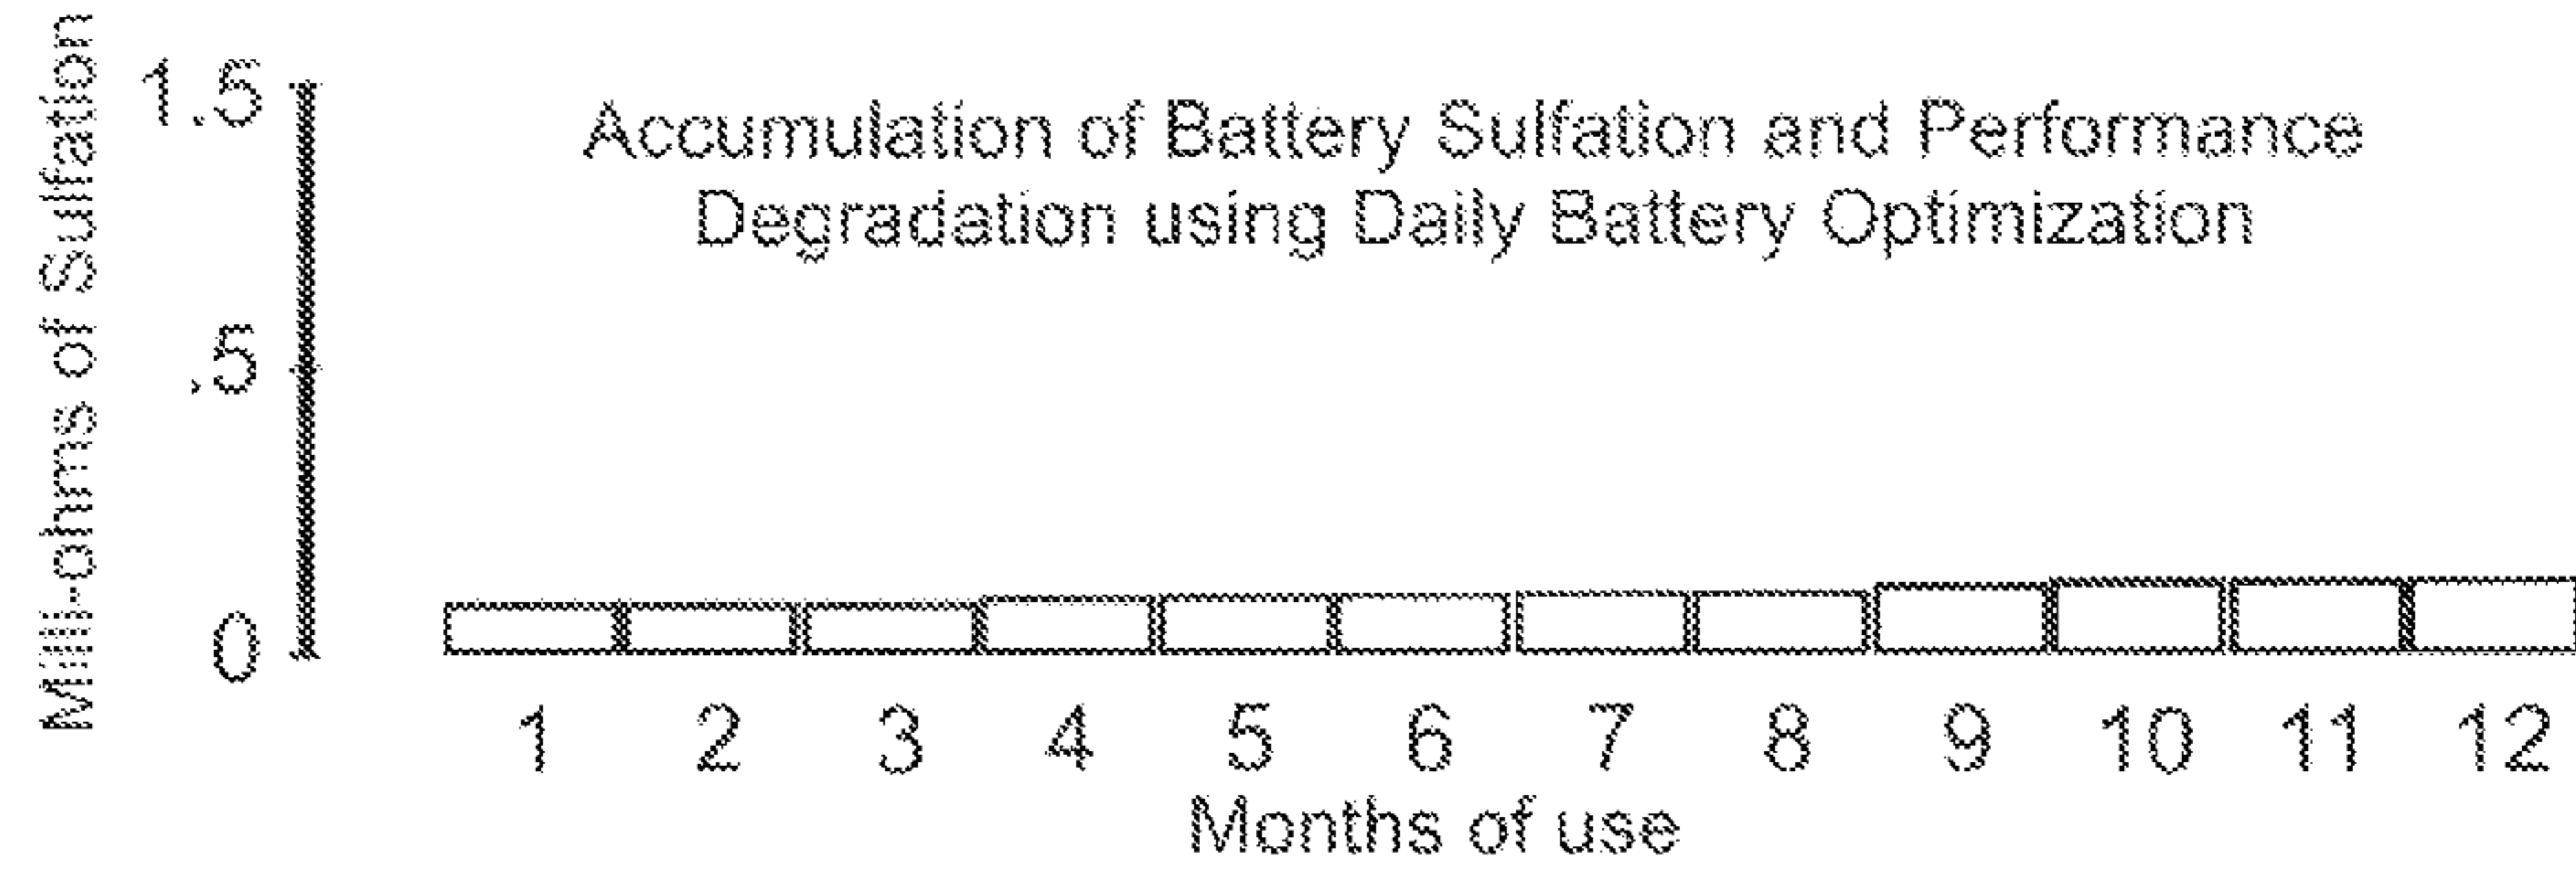 Milli-ohms of Sulfation
1.5
.5
0
Accumulation of Battery Sulfation and Performance
Degradation using Daily Battery Optimization
1 2 3 4 5 6 7 8 9 10 11 12
Months of use